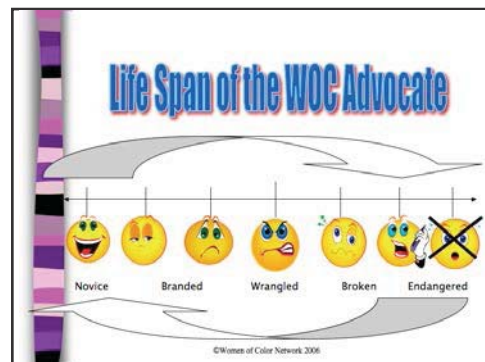 Life Span of the WOC Advocate
Novice Branded Wrangled Broken Endangered
©Women of Color Network 2006